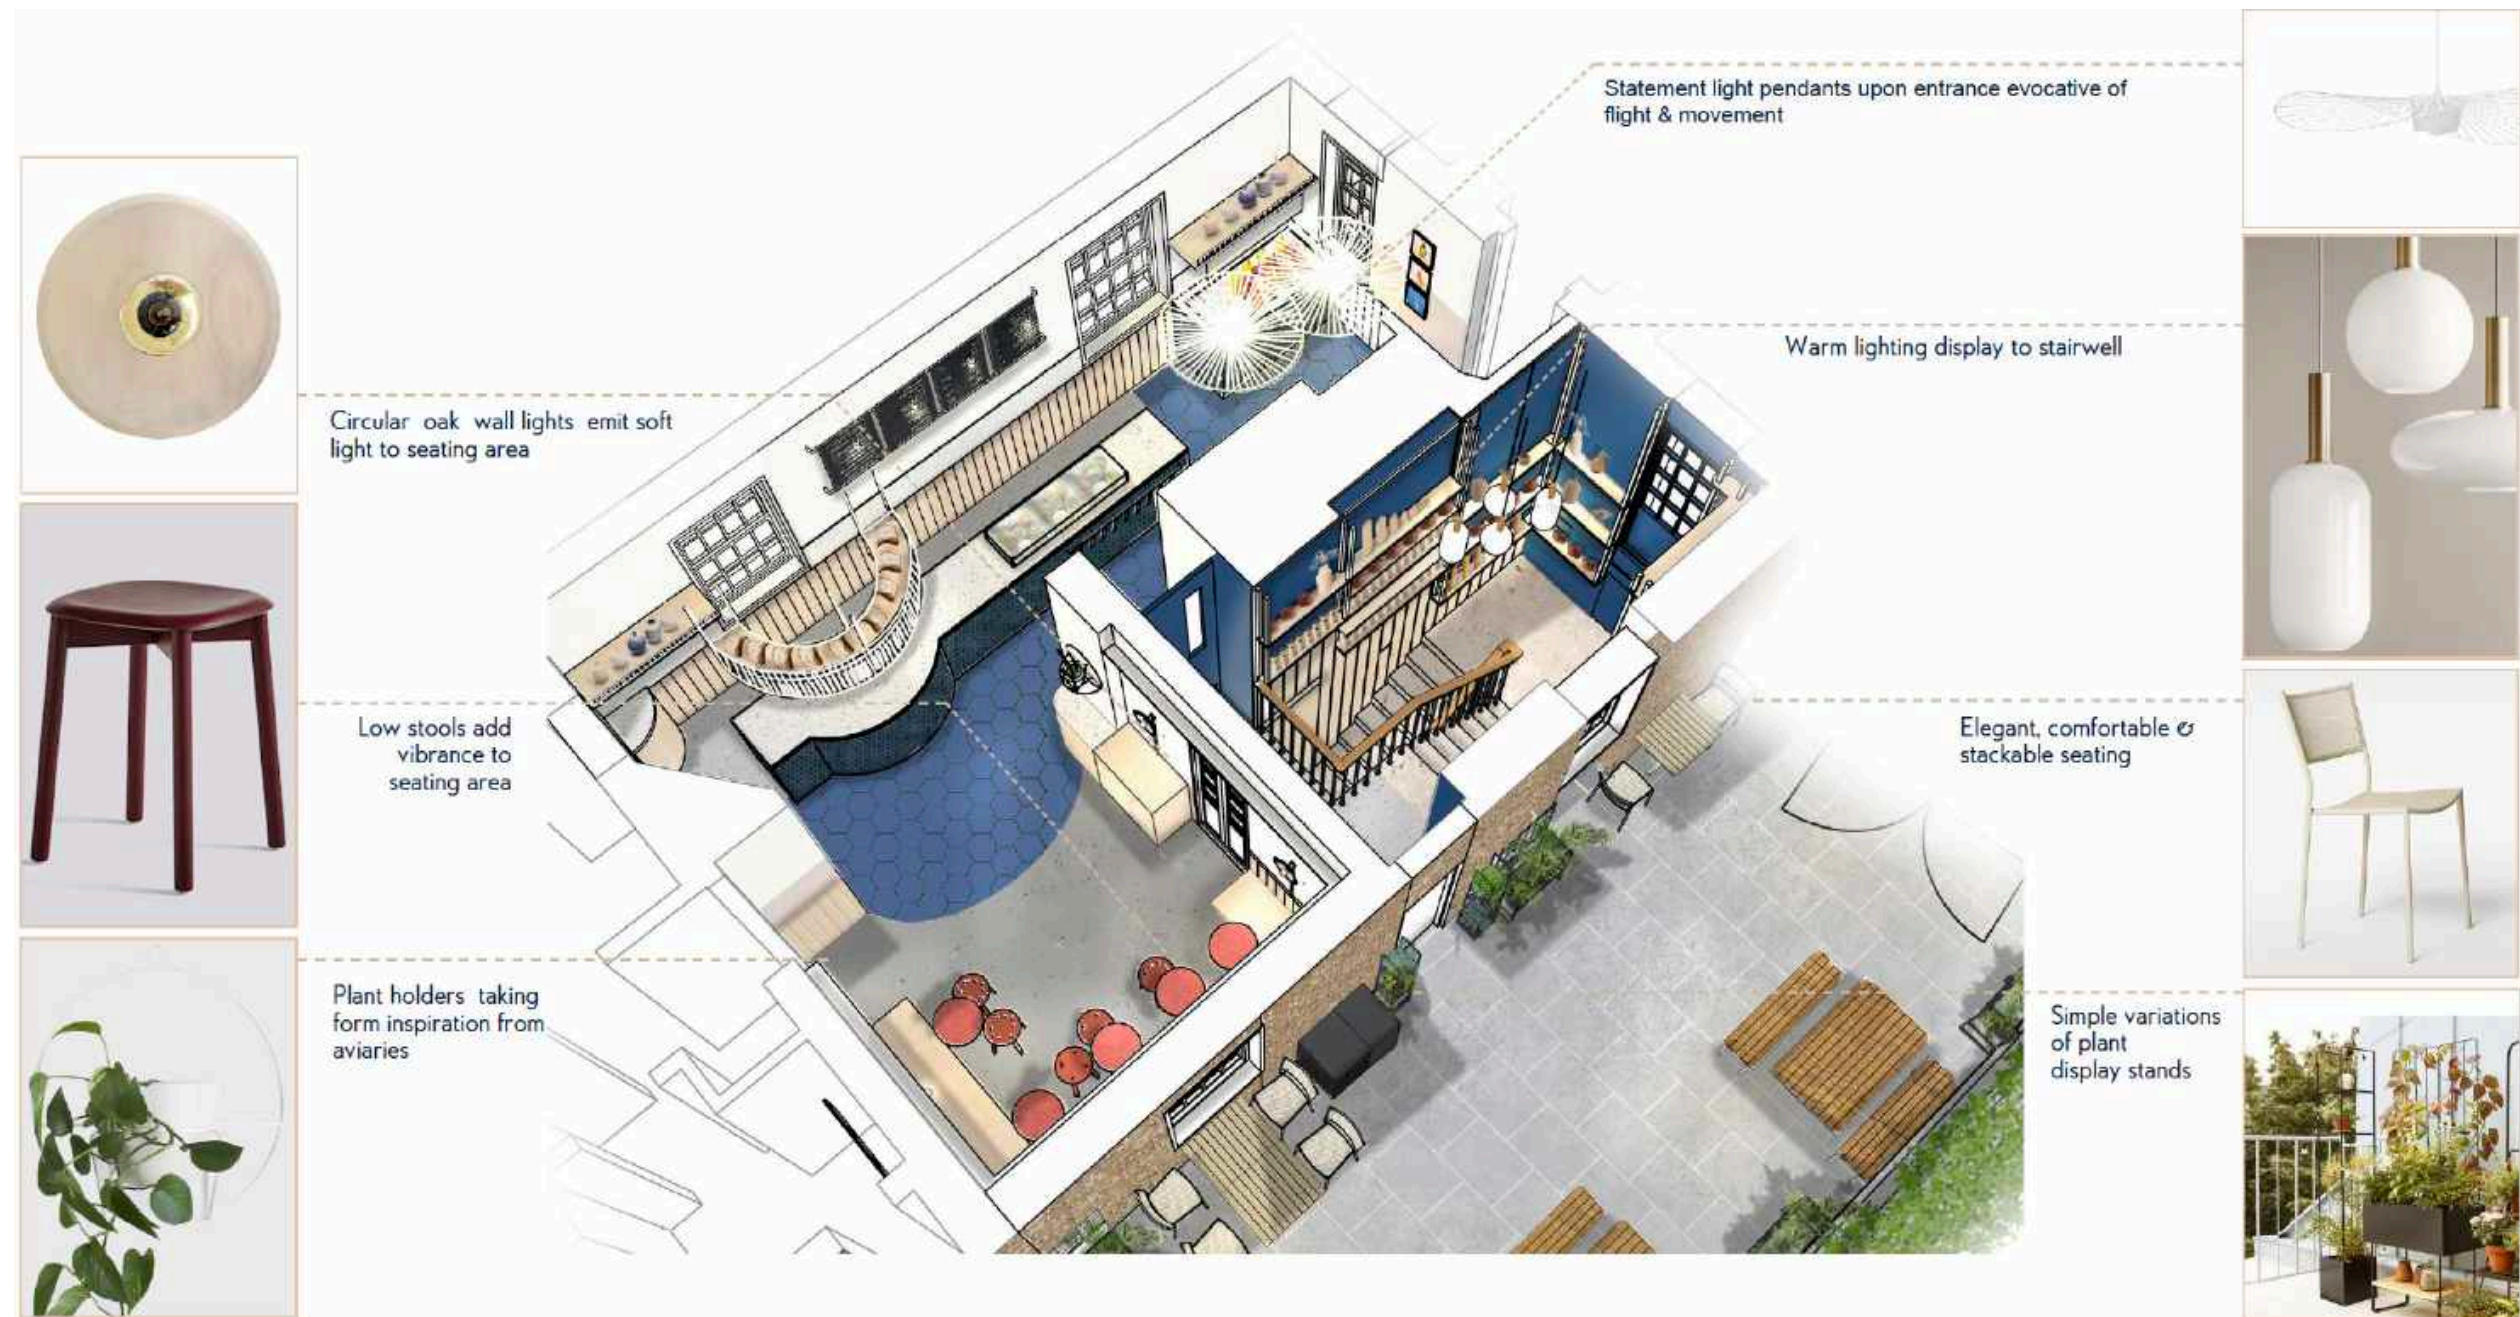 Statement light pendants upon entrance evocative of
flight & movement
Warm lighting display to stairwell
Circular oak wall lights emit soft
light to seating area
Low stools add
vibrance to
seating area
Elegant, comfortable &
stackable seating
Plant holders taking
form inspiration from
aviaries
Simple variations
of plant
display stands